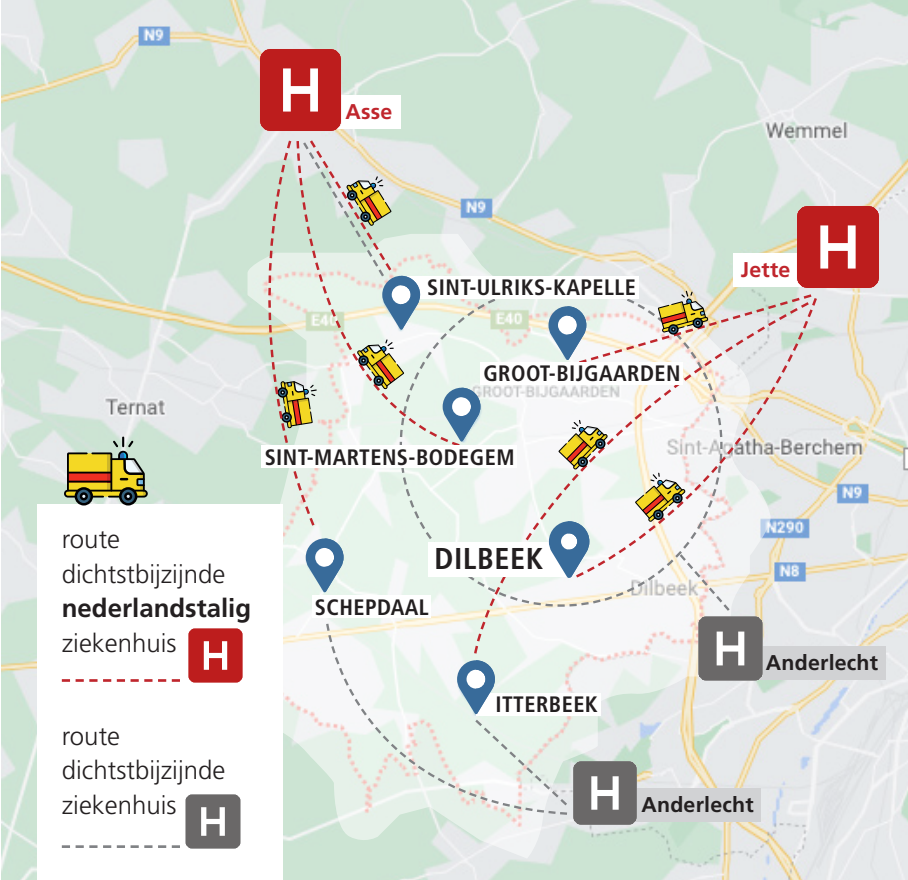 N9
H
Asse
Wemmel
N9
H
Jette
SINT-ULRIKS-KAPELLE
E40
E40
GROOT-BIJGAARDEN
GROOT-BIJGAARDEN
Ternat
Sint-Agatha-Berchem
SINT-MARTENS-BODEGEM
N9
N290
DILBEEK
N8
Dilbeek
SCHEPDAAL
H
Anderlecht
ITTERBEEK
H
Anderlecht
route
dichtstbijzijnde
nederlandstalig
ziekenhuis H
route
dichtstbijzijnde
ziekenhuis H